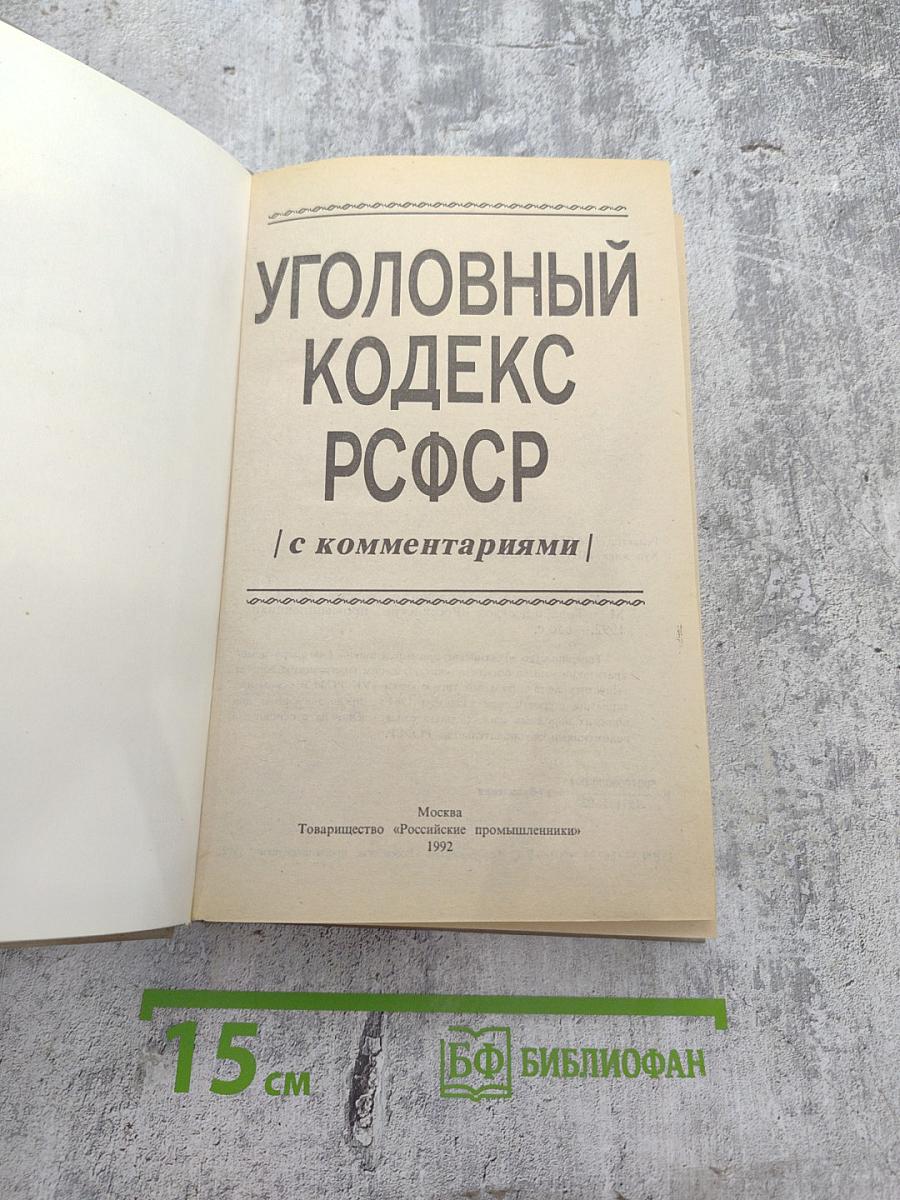 УГОЛОВНЫЙ
КОДЕКС
РСФСР
/ с комментариями /
Москва
Товарищество «Российские промышленники»
1992
15 см
БФ БИБЛИОФАН